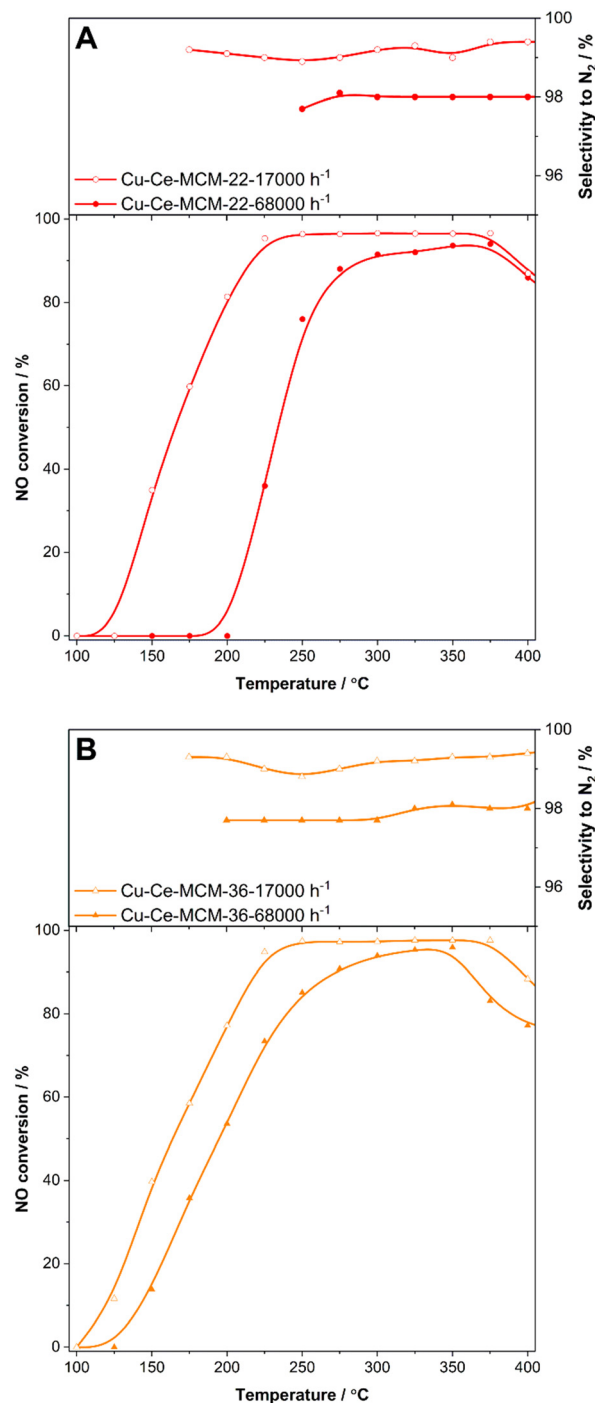 A
100
98
96
Selectivity to N₂ / %
Cu-Ce-MCM-22-17000 h⁻¹
Cu-Ce-MCM-22-68000 h⁻¹
100
80
60
40
20
0
NO conversion / %
100 150 200 250 300 350 400
Temperature / °C
B
100
98
96
Selectivity to N₂ / %
Cu-Ce-MCM-36-17000 h⁻¹
Cu-Ce-MCM-36-68000 h⁻¹
100
80
60
40
20
0
NO conversion / %
100 150 200 250 300 350 400
Temperature / °C